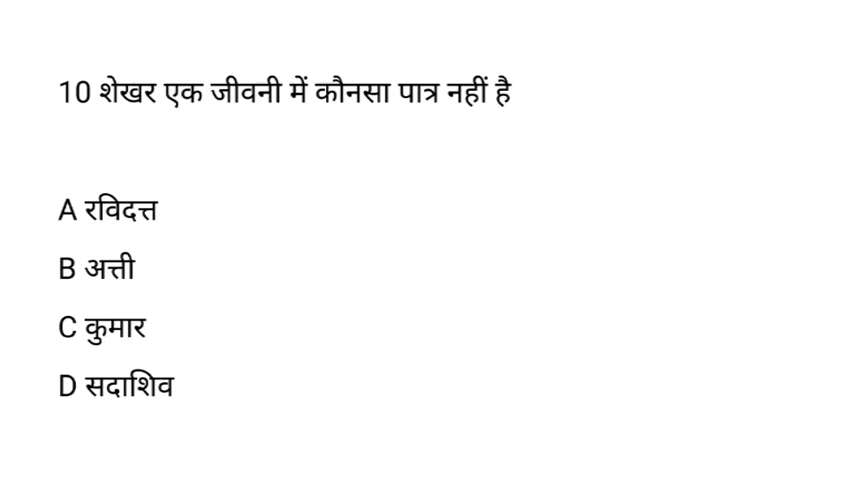 10 शेखर एक जीवनी में कौनसा पात्र नहीं है
A रविदत्त
B अत्ती
C कुमार
D सदाशिव